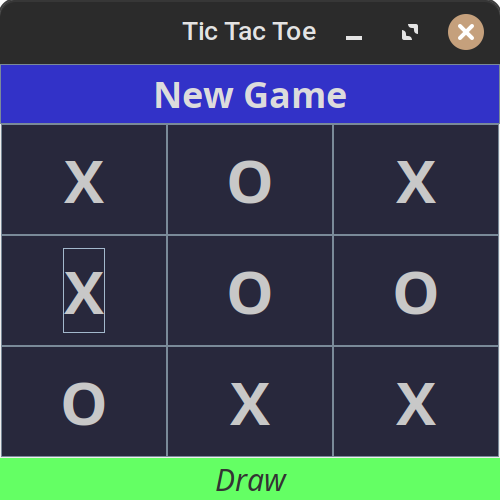 Tic Tac Toe
New Game
X O X
X O O
O X X
Draw